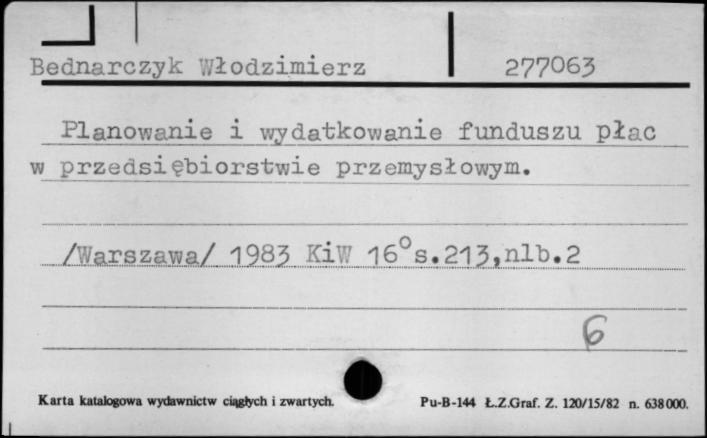 Bednarczyk Włodzimierz 277063
Planowanie i wydatkowanie funduszu płac
w przedsiębiorstwie przemysłowym.
/Warszawa/ 1983 KiW 16° s.213,nlb.2
6
Karta katalogowa wydawnictw ciągłych i zwartych. Pu-B-144 Ł.Z.Graf. Z. 120/15/82 n. 638000.